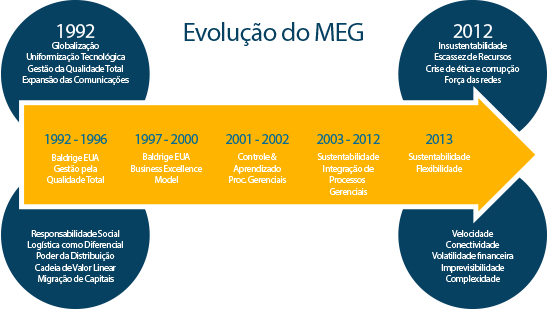 Evolução do MEG
1992
Globalização
Uniformização Tecnológica
Gestão da Qualidade Total
Expansão das Comunicações
2012
Insustentabilidade
Escassez de Recursos
Crise de ética e corrupção
Força das redes
1992 - 1996
Baldrige EUA
Gestão pela
Qualidade Total
1997 - 2000
Baldrige EUA
Business Excellence
Model
2001 - 2002
Controle &
Aprendizado
Proc. Gerenciais
2003 - 2012
Sustentabilidade
Integração de
Processos
Gerenciais
2013
Sustentabilidade
Flexibilidade
Responsabilidade Social
Logística como Diferencial
Poder da Distribuição
Cadeia de Valor Linear
Migração de Capitais
Velocidade
Conectividade
Volatilidade financeira
Imprevisibilidade
Complexidade